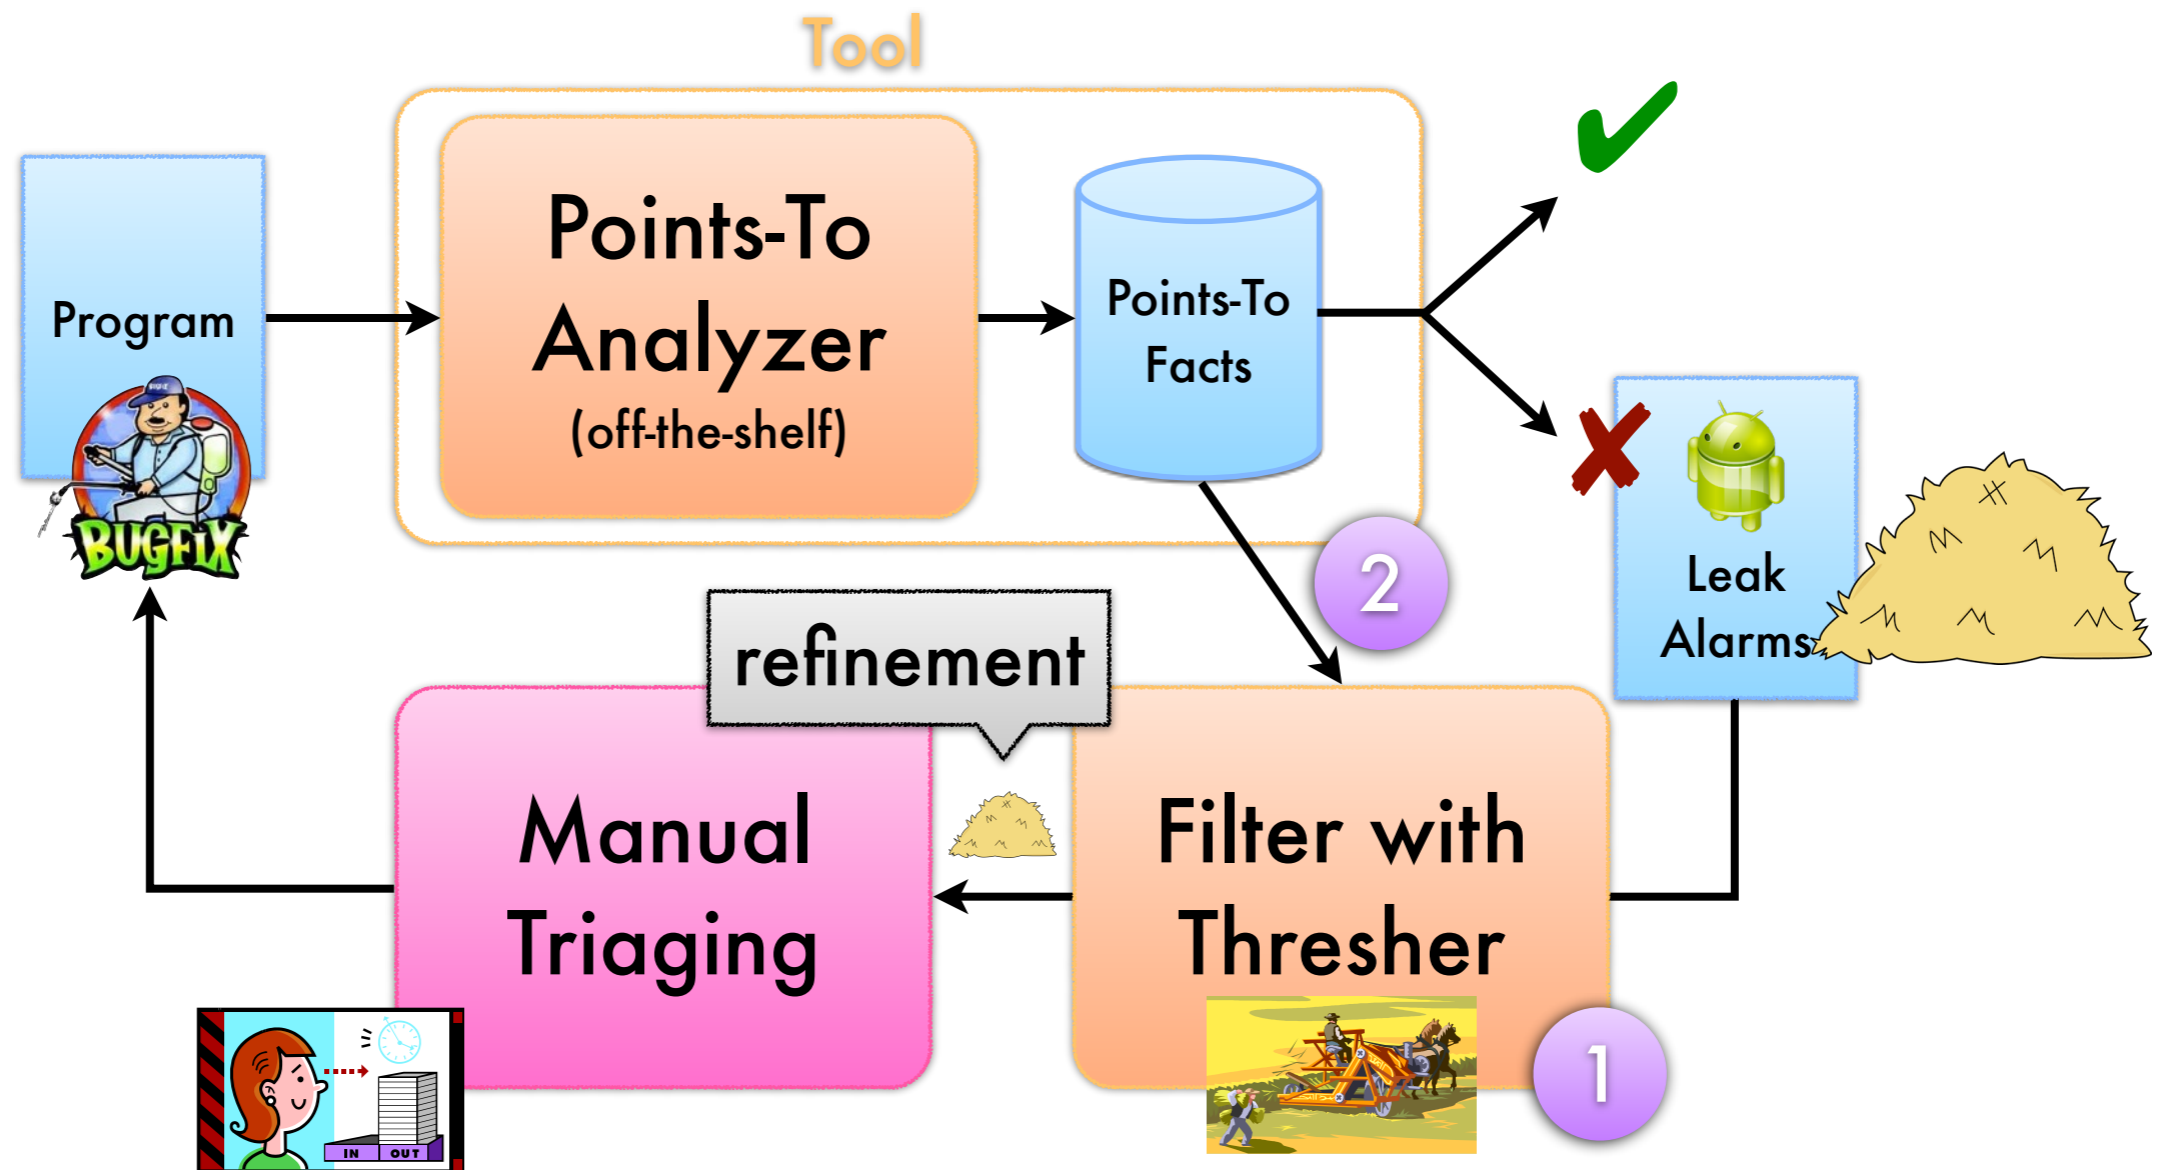 Tool
Program
Points-To
Analyzer
(off-the-shelf)
Points-To
Facts
BUGFIX
2
Leak
Alarms
refinement
Manual
Triaging
Filter with
Thresher
1
IN OUT